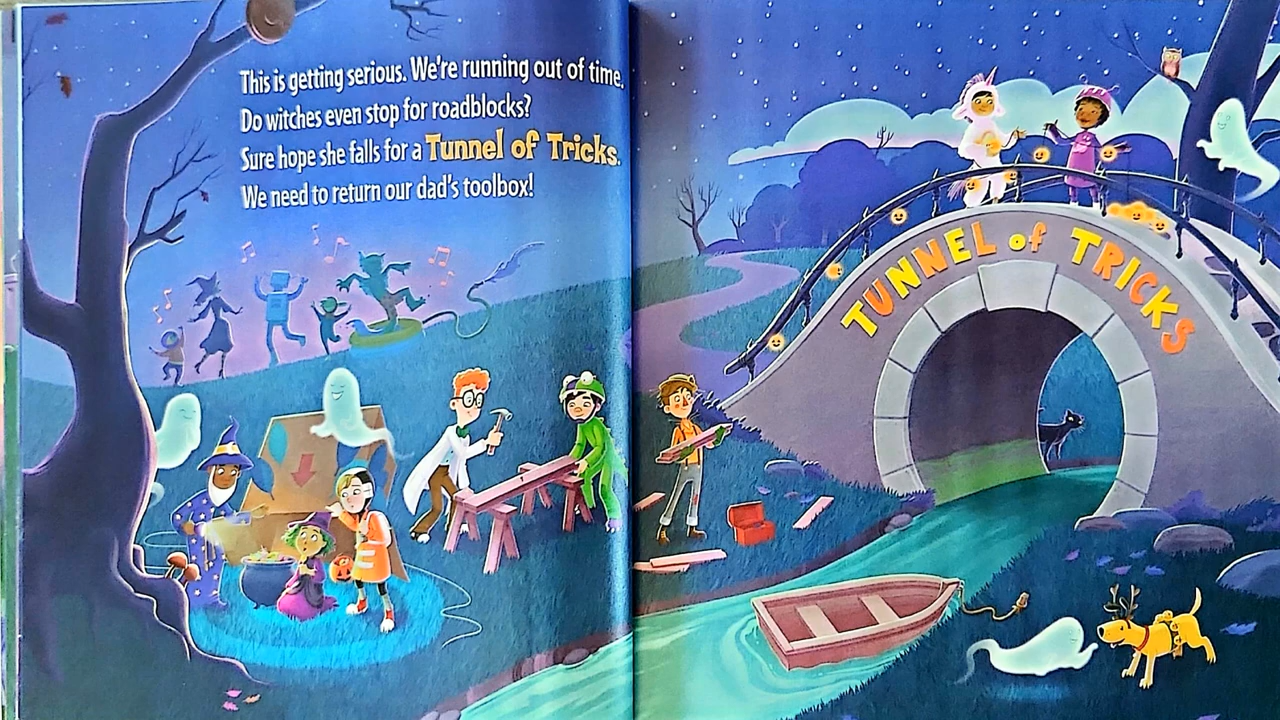 This is getting serious. We're running out of time.
Do witches even stop for roadblocks?
Sure hope she falls for a Tunnel of Tricks.
We need to return our dad's toolbox!
TUNNEL of TRICKS